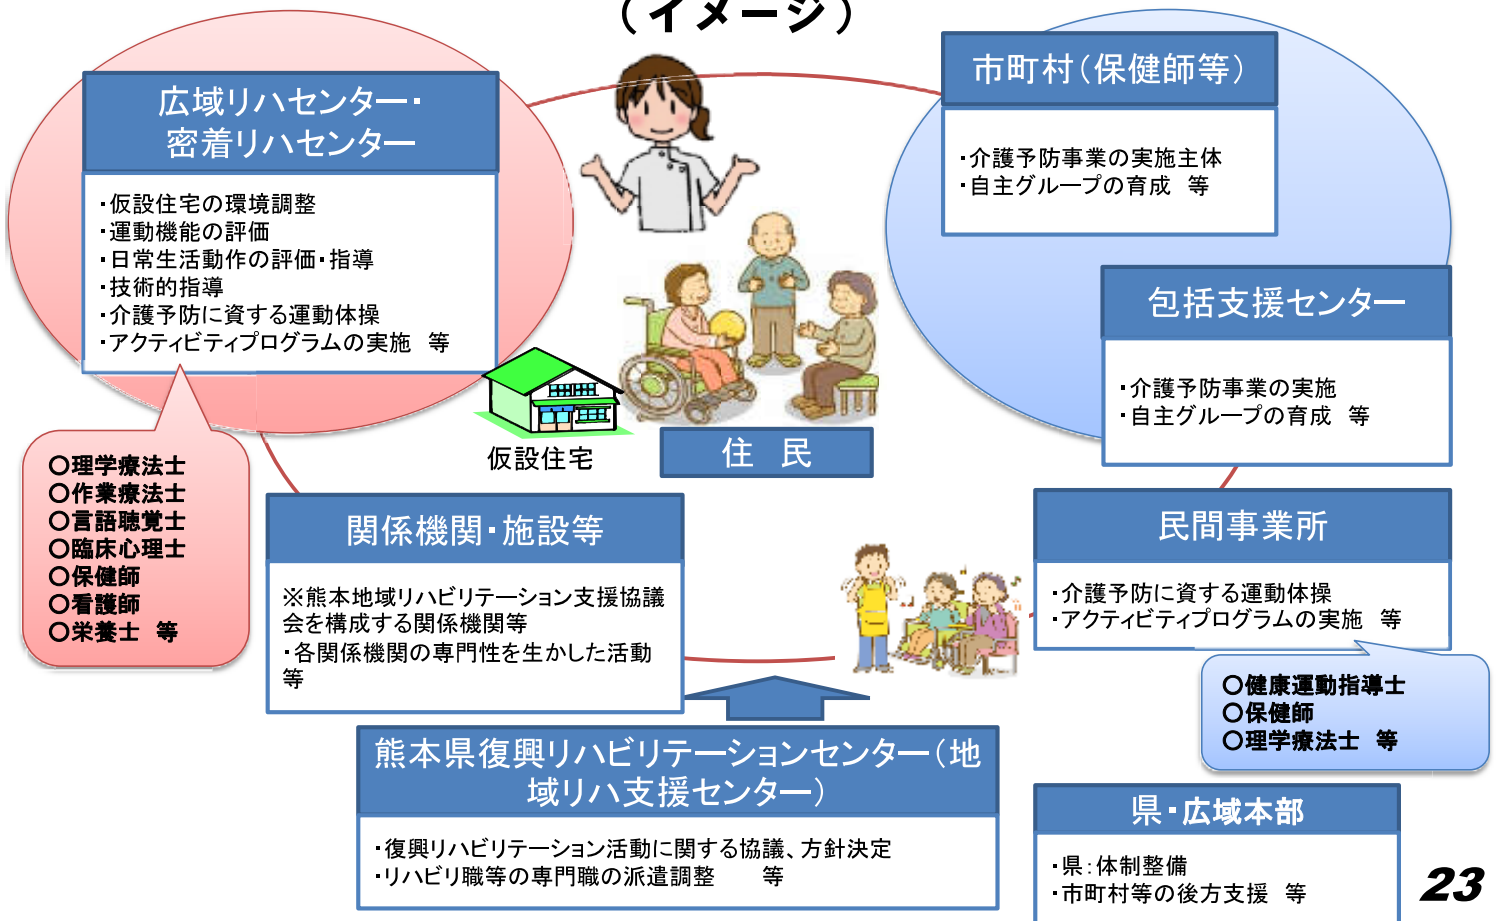 （イメージ）
広域リハセンター・
密着リハセンター
・仮設住宅の環境調整
・運動機能の評価
・日常生活動作の評価・指導
・技術的指導
・介護予防に資する運動体操
・アクティビティプログラムの実施　等
〇理学療法士
〇作業療法士
〇言語聴覚士
〇臨床心理士
〇保健師
〇看護師
〇栄養士　等
市町村（保健師等）
・介護予防事業の実施主体
・自主グループの育成　等
包括支援センター
・介護予防事業の実施
・自主グループの育成　等
仮設住宅
住　民
関係機関・施設等
※熊本地域リハビリテーション支援協議
会を構成する関係機関等
・各関係機関の専門性を生かした活動
等
民間事業所
・介護予防に資する運動体操
・アクティビティプログラムの実施　等
〇健康運動指導士
〇保健師
〇理学療法士　等
熊本県復興リハビリテーションセンター（地
域リハ支援センター）
・復興リハビリテーション活動に関する協議、方針決定
・リハビリ職等の専門職の派遣調整　　等
県・広域本部
・県：体制整備
・市町村等の後方支援　等
23